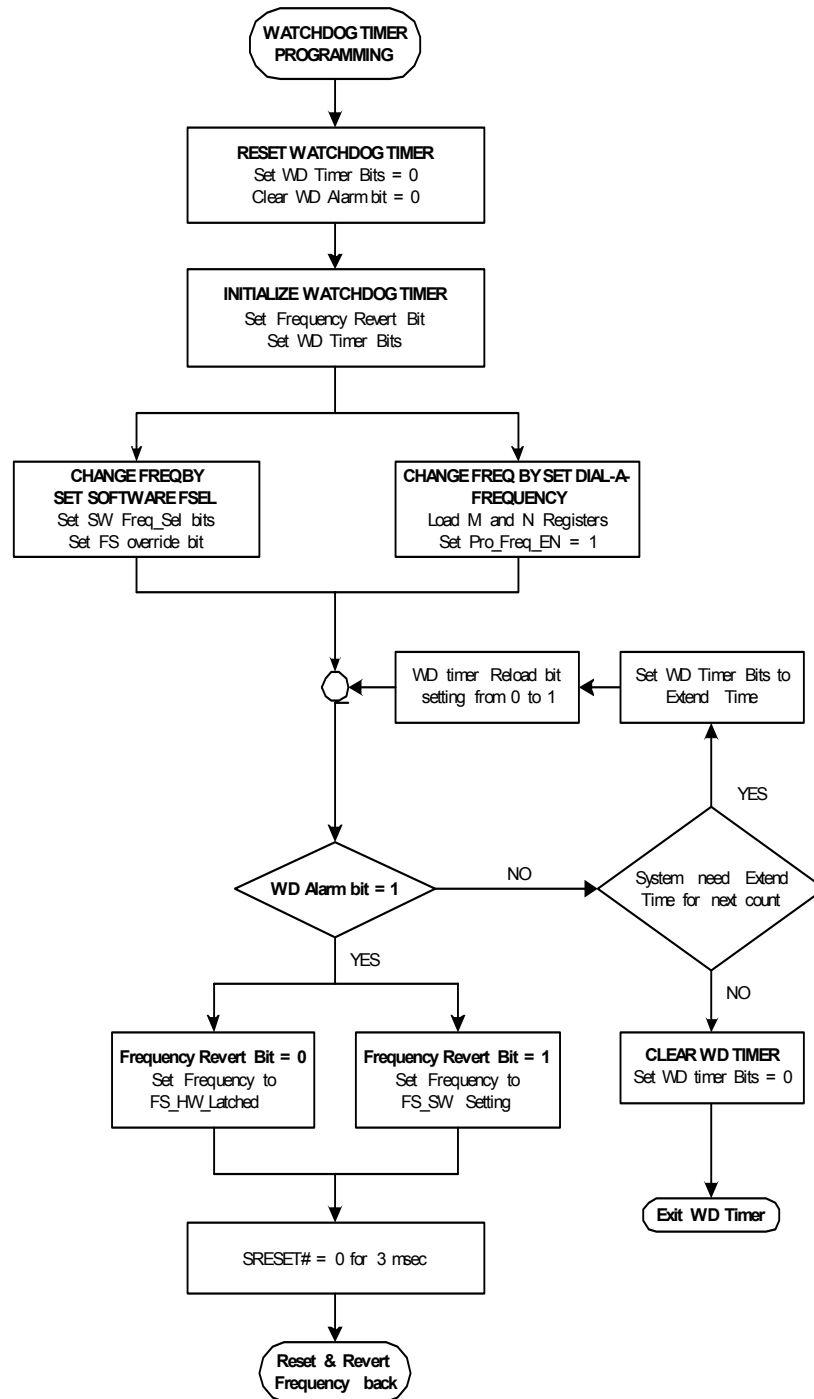 WATCHDOG TIMER
PROGRAMMING
RESET WATCHDOG TIMER
Set WD Timer Bits = 0
Clear WD Alarm bit = 0
INITIALIZE WATCHDOG TIMER
Set Frequency Revert Bit
Set WD Timer Bits
CHANGE FREQ BY
SET SOFTWARE FSEL
Set SW Freq_Sel bits
Set FS override bit
CHANGE FREQ BY SET DIAL-A-
FREQUENCY
Load M and N Registers
Set Pro_Freq_EN = 1
WD timer Reload bit
setting from 0 to 1
Set WD Timer Bits to
Extend Time
YES
WD Alarm bit = 1
NO
System need Extend
Time for next count
YES
NO
Frequency Revert Bit = 0
Set Frequency to
FS_HW_Latched
Frequency Revert Bit = 1
Set Frequency to
FS_SW Setting
CLEAR WD TIMER
Set WD timer Bits = 0
Exit WD Timer
SRESET# = 0 for 3 msec
Reset & Revert
Frequency back